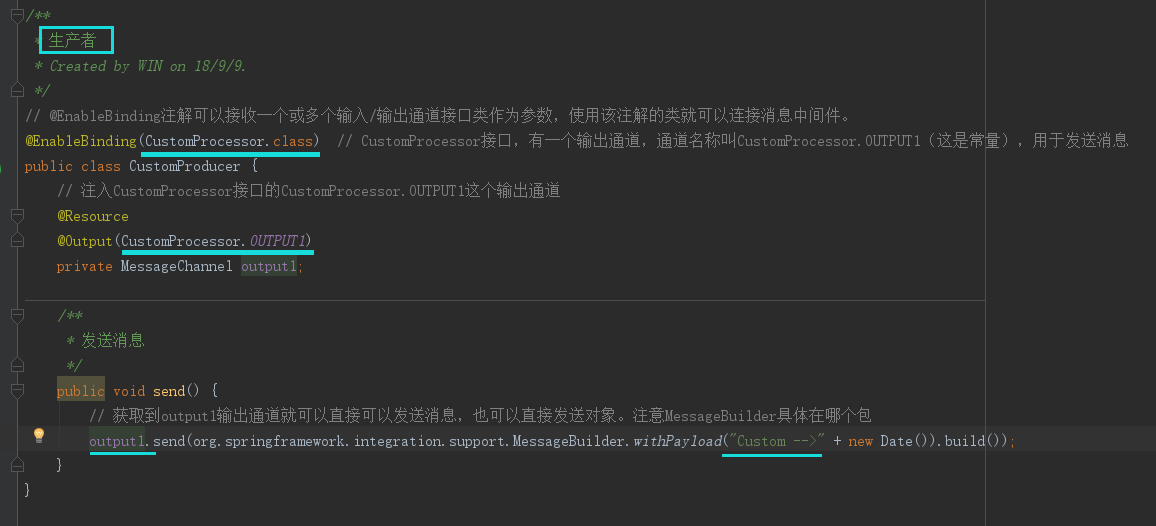 /**
* 生产者
* Created by WIN on 18/9/9.
*/
// @EnableBinding注解可以接收一个或多个输入/输出通道接口类作为参数，使用该注解的类就可以连接消息中间件。
@EnableBinding(CustomProcessor.class)  // CustomProcessor接口，有一个输出通道，通道名称叫CustomProcessor.OUTPUT1（这是常量），用于发送消息
public class CustomProducer {
// 注入CustomProcessor接口的CustomProcessor.OUTPUT1这个输出通道
@Resource
@Output(CustomProcessor.OUTPUT1)
private MessageChannel output1;
/**
* 发送消息
*/
public void send() {
// 获取到output1输出通道就可以直接可以发送消息，也可以直接发送对象。注意MessageBuilder具体在哪个包
output1.send(org.springframework.integration.support.MessageBuilder.withPayload("Custom -->" + new Date()).build());
}
}